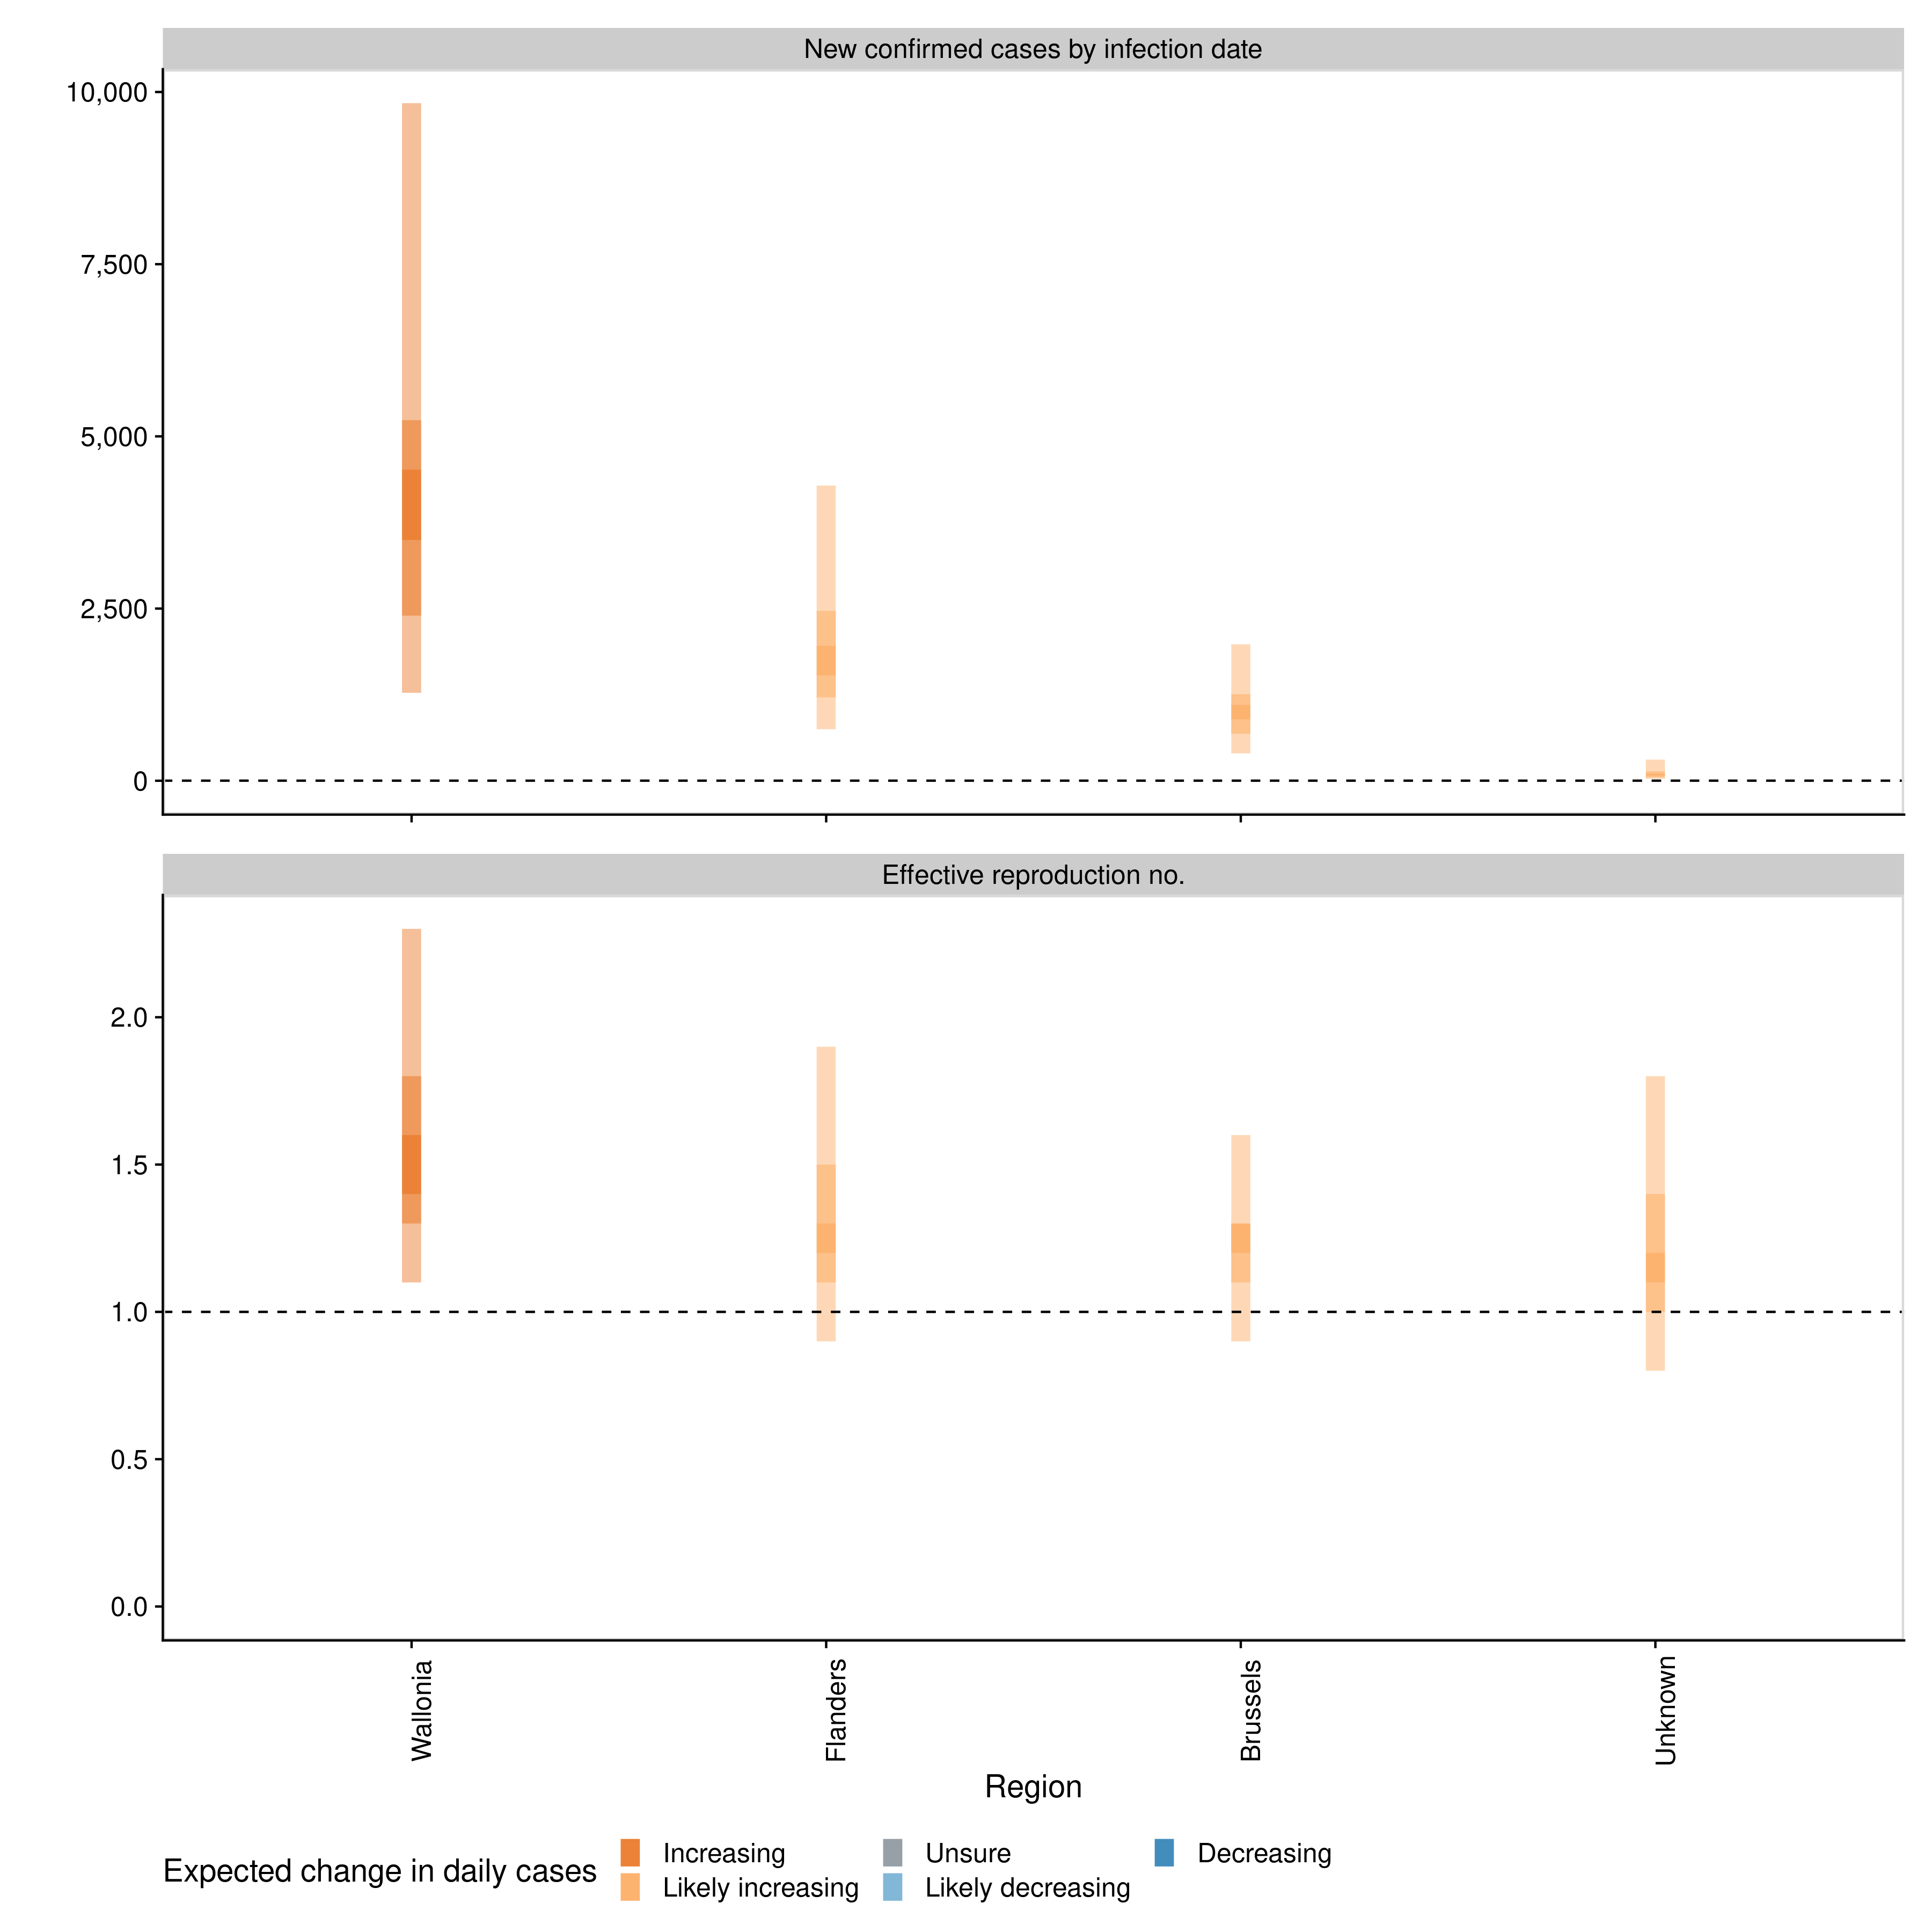 New confirmed cases by infection date
10,000
7,500
5,000
2,500
0
Effective reproduction no.
2.0
1.5
1.0
0.5
0.0
Wallonia
Flanders
Brussels
Unknown
Region
Expected change in daily cases
Increasing
Unsure
Decreasing
Likely increasing
Likely decreasing